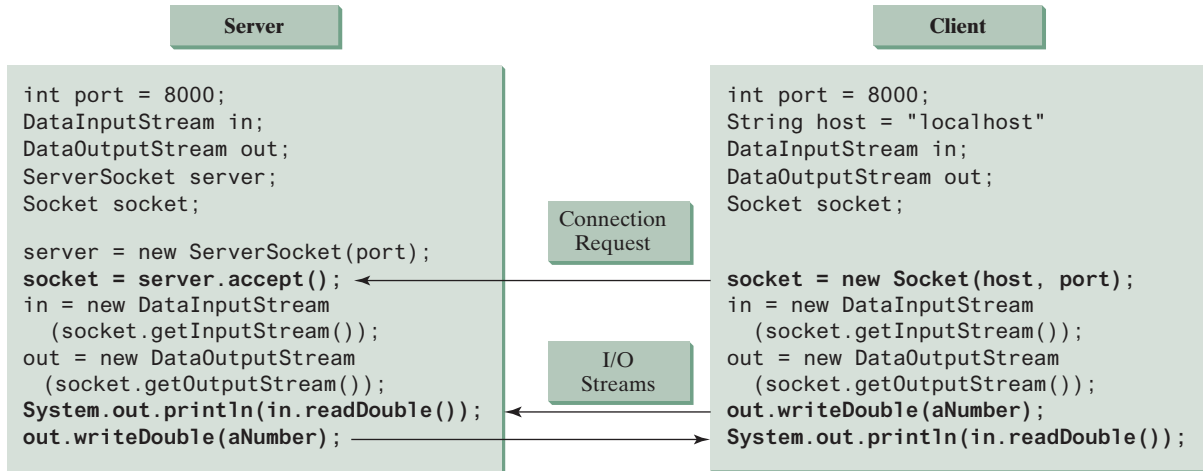 Server
int port = 8000;
DataInputStream in;
DataOutputStream out;
ServerSocket server;
Socket socket;
server = new ServerSocket(port);
socket = server.accept();
in = new DataInputStream
(socket.getInputStream());
out = new DataOutputStream
(socket.getOutputStream());
System.out.println(in.readDouble());
out.writeDouble(aNumber);
Connection
Request
I/O
Streams
Client
int port = 8000;
String host = "localhost"
DataInputStream in;
DataOutputStream out;
Socket socket;
socket = new Socket(host, port);
in = new DataInputStream
(socket.getInputStream());
out = new DataOutputStream
(socket.getOutputStream());
out.writeDouble(aNumber);
System.out.println(in.readDouble());